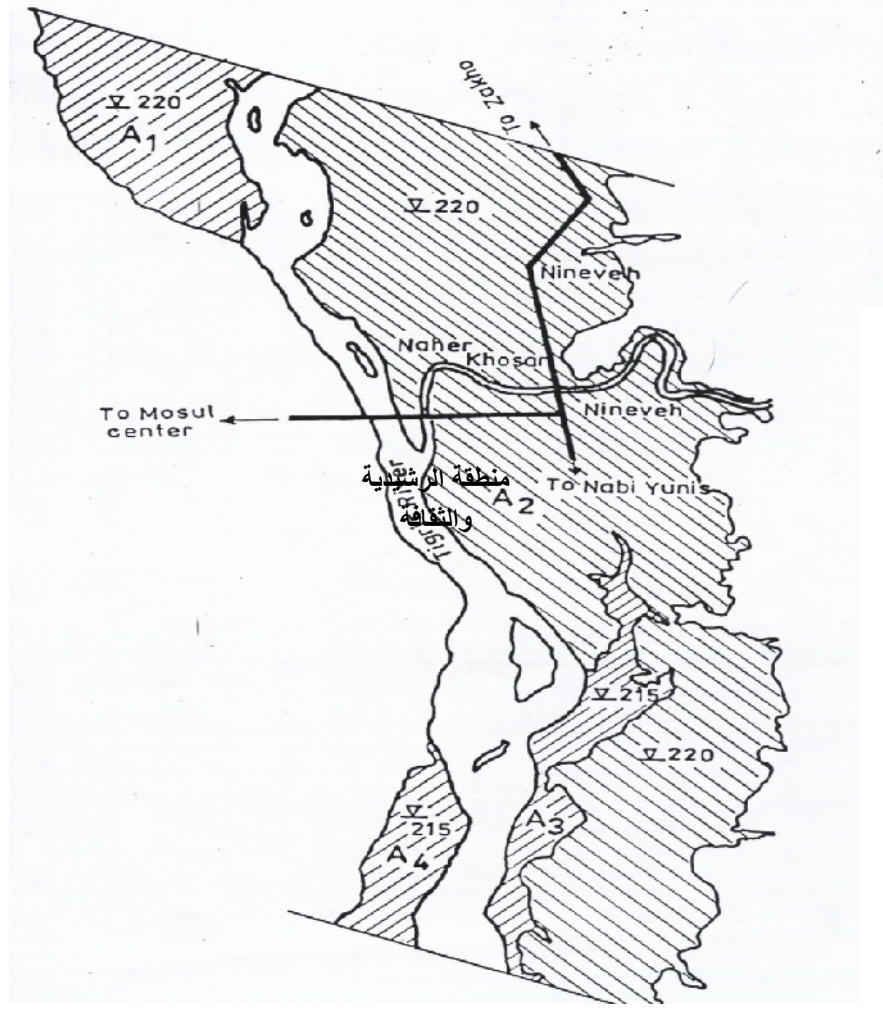 To Zakho
∇ 220
A1
∇ 220
Nineveh
Naher Khosar
To Mosul
center
Nineveh
منطقة الرشيدية
والثقافة
Tigris River
A2
To Nabi Yunis
∇ 215
∇ 220
∇
215
A4
A3